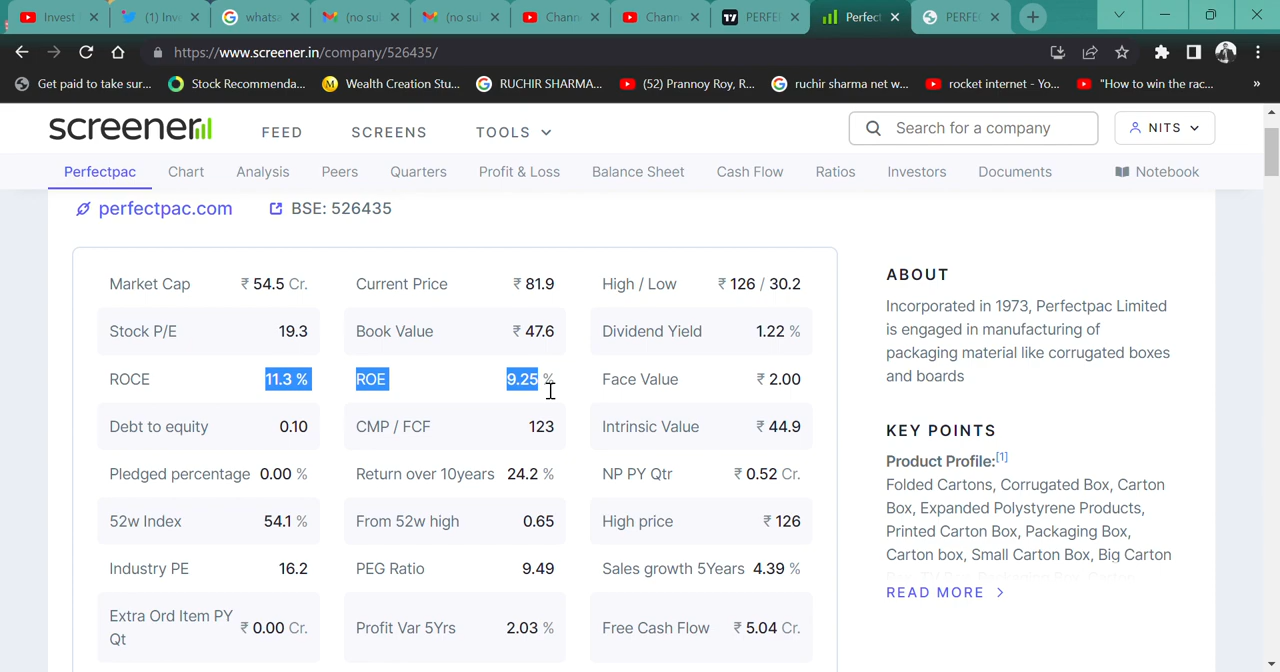 Invest
(1) Inv
whats
(no su
(no su
Chann
Chann
PERFE
Perfect
PERFE
https://www.screener.in/company/526435/
Get paid to take sur... Stock Recommenda... Wealth Creation Stu... RUCHIR SHARMA... (52) Prannoy Roy, R... ruchir sharma net w... rocket internet - Yo... "How to win the rac... »
screener FEED SCREENS TOOLS Search for a company NITS
Perfectpac Chart Analysis Peers Quarters Profit & Loss Balance Sheet Cash Flow Ratios Investors Documents Notebook
perfectpac.com BSE: 526435
Market Cap ₹ 54.5 Cr. Current Price ₹ 81.9 High / Low ₹ 126 / 30.2
Stock P/E 19.3 Book Value ₹ 47.6 Dividend Yield 1.22 %
ROCE 11.3 % ROE 9.25 % Face Value ₹ 2.00
Debt to equity 0.10 CMP / FCF 123 Intrinsic Value ₹ 44.9
Pledged percentage 0.00 % Return over 10years 24.2 % NP PY Qtr ₹ 0.52 Cr.
52w Index 54.1 % From 52w high 0.65 High price ₹ 126
Industry PE 16.2 PEG Ratio 9.49 Sales growth 5Years 4.39 %
Extra Ord Item PY
Qt ₹ 0.00 Cr. Profit Var 5Yrs 2.03 % Free Cash Flow ₹ 5.04 Cr.
ABOUT
Incorporated in 1973, Perfectpac Limited
is engaged in manufacturing of
packaging material like corrugated boxes
and boards
KEY POINTS
Product Profile:[1]
Folded Cartons, Corrugated Box, Carton
Box, Expanded Polystyrene Products,
Printed Carton Box, Packaging Box,
Carton box, Small Carton Box, Big Carton
READ MORE >